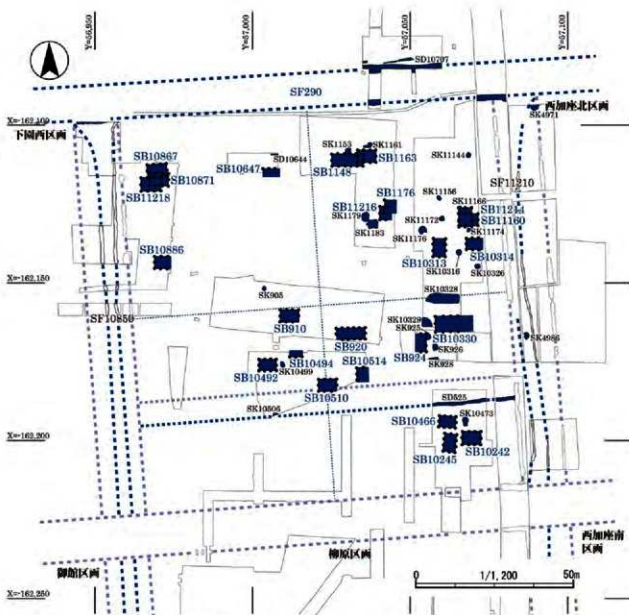 Y=56,950
Y=57,000
Y=57,050
Y=57,100
SD10707
SF290
X=-162,100
西加座北区画
SK4971
下園西区画
SK1153
SK1161
SB10867
SD10644
SB10647
SB1148
SB1163
SK11144
SB10871
SF11210
SB11218
SB1176
SK11156
SB11216
SK11166
SB11214
SK1179
SK11172
SB11160
SK1183
SK11176
SK11174
SB10886
SB10313
SB10314
SK10316
SK10326
X=-162,150
SK905
SK10328
SF10850
SB910
SK10329
SK925
SB10330
SK4986
SB920
SB924
SK926
SB10494
SB10514
SK928
SB10492
SK10499
SB10510
SD525
SK10506
SK10473
SB10466
X=-162,200
SB10245
SB10242
西加座南
区画
柳原区画
御館区画
0
1/1,200
50m
X=-162,250